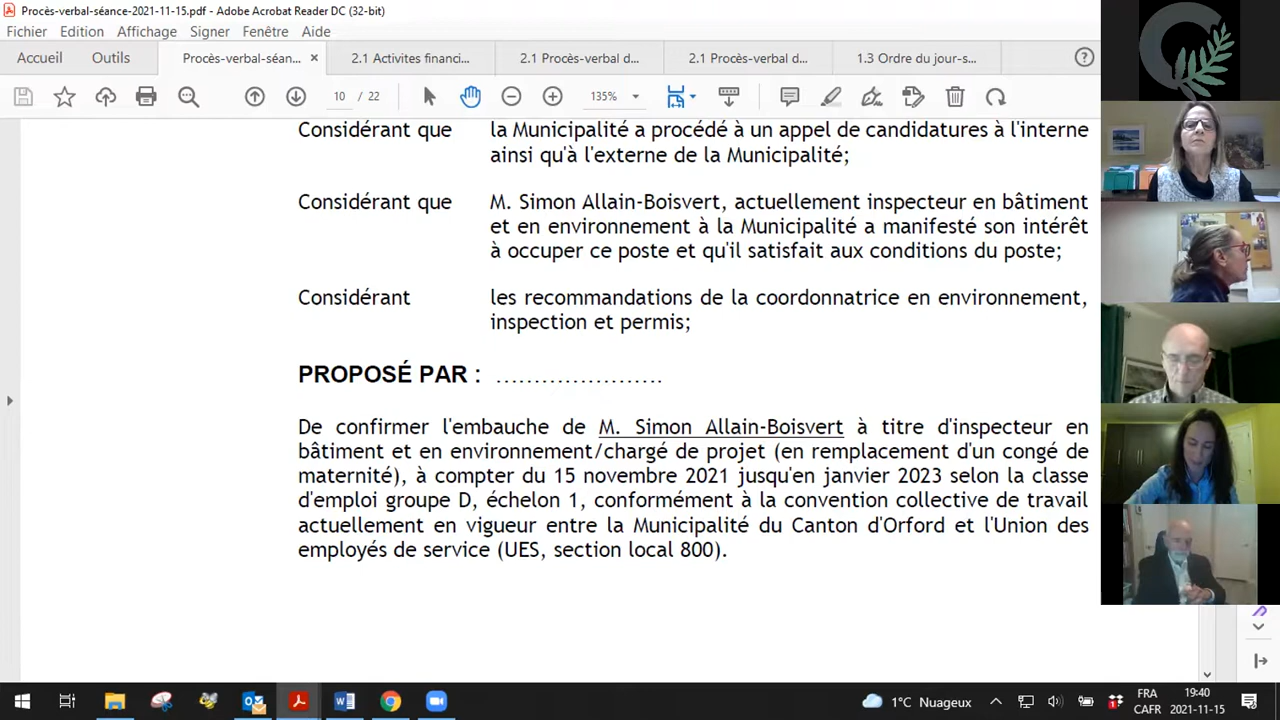 Procès-verbal-séance-2021-11-15.pdf - Adobe Acrobat Reader DC (32-bit)
Fichier Edition Affichage Signer Fenêtre Aide
Accueil Outils Procès-verbal-séan... × 2.1 Activites financi... 2.1 Procès-verbal d... 2.1 Procès-verbal d... 1.3 Ordre du jour-s...
10 / 22 135%
Considérant que la Municipalité a procédé à un appel de candidatures à l'interne
ainsi qu'à l'externe de la Municipalité;
Considérant que M. Simon Allain-Boisvert, actuellement inspecteur en bâtiment
et en environnement à la Municipalité a manifesté son intérêt
à occuper ce poste et qu'il satisfait aux conditions du poste;
Considérant les recommandations de la coordonnatrice en environnement,
inspection et permis;
PROPOSÉ PAR : ......................
De confirmer l'embauche de M. Simon Allain-Boisvert à titre d'inspecteur en
bâtiment et en environnement/chargé de projet (en remplacement d'un congé de
maternité), à compter du 15 novembre 2021 jusqu'en janvier 2023 selon la classe
d'emploi groupe D, échelon 1, conformément à la convention collective de travail
actuellement en vigueur entre la Municipalité du Canton d'Orford et l'Union des
employés de service (UES, section local 800).
1°C Nuageux FRA 19:40
CAFR 2021-11-15